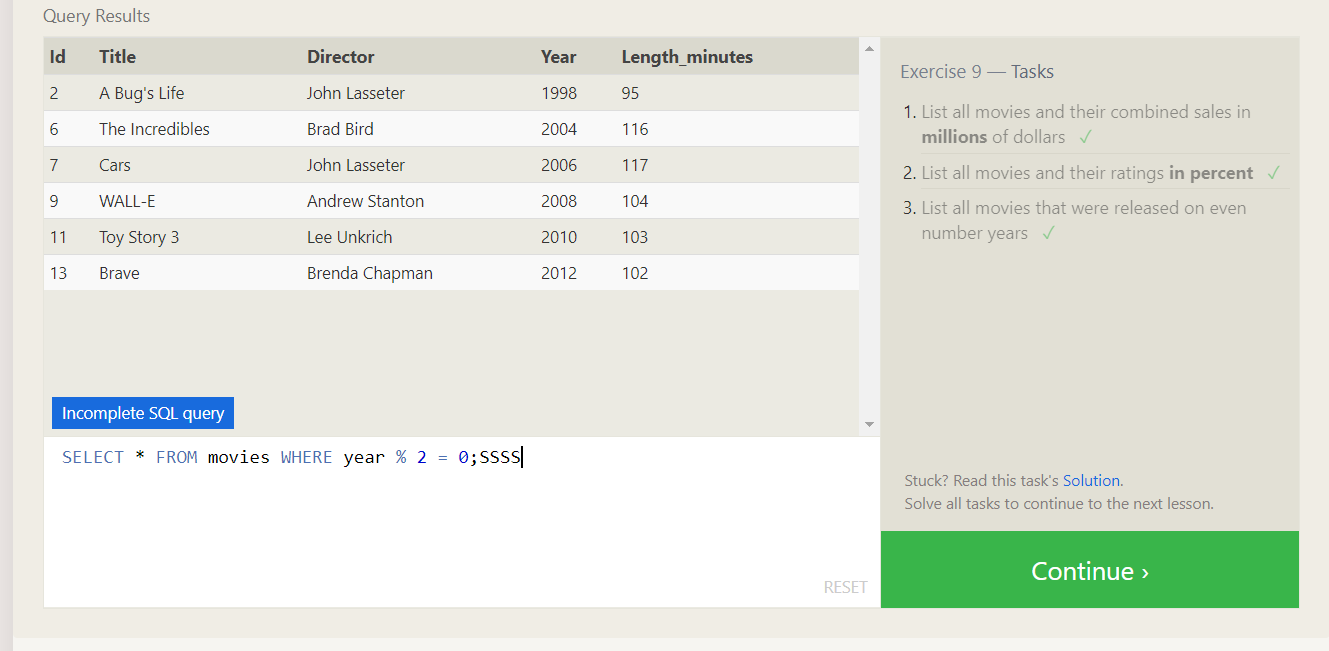 Query Results
Id Title Director Year Length_minutes
2 A Bug's Life John Lasseter 1998 95
6 The Incredibles Brad Bird 2004 116
7 Cars John Lasseter 2006 117
9 WALL-E Andrew Stanton 2008 104
11 Toy Story 3 Lee Unkrich 2010 103
13 Brave Brenda Chapman 2012 102
Incomplete SQL query
SELECT * FROM movies WHERE year % 2 = 0;SSSS
RESET
Exercise 9 — Tasks
1. List all movies and their combined sales in
millions of dollars ✓
2. List all movies and their ratings in percent ✓
3. List all movies that were released on even
number years ✓
Stuck? Read this task's Solution.
Solve all tasks to continue to the next lesson.
Continue ›